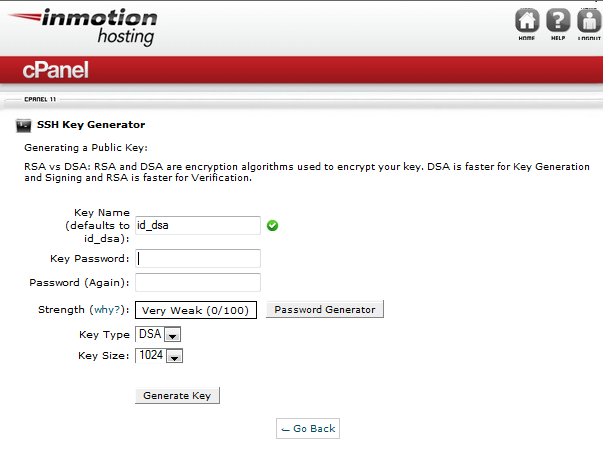 inmotion
hosting
HOME HELP LOGOUT
cPanel
CPANEL 11
SSH Key Generator
Generating a Public Key:
RSA vs DSA: RSA and DSA are encryption algorithms used to encrypt your key. DSA is faster for Key Generation
and Signing and RSA is faster for Verification.
Key Name
(defaults to id_dsa
id_dsa):
Key Password:
Password (Again):
Strength (why?): Very Weak (0/100) Password Generator
Key Type DSA
Key Size: 1024
Generate Key
Go Back